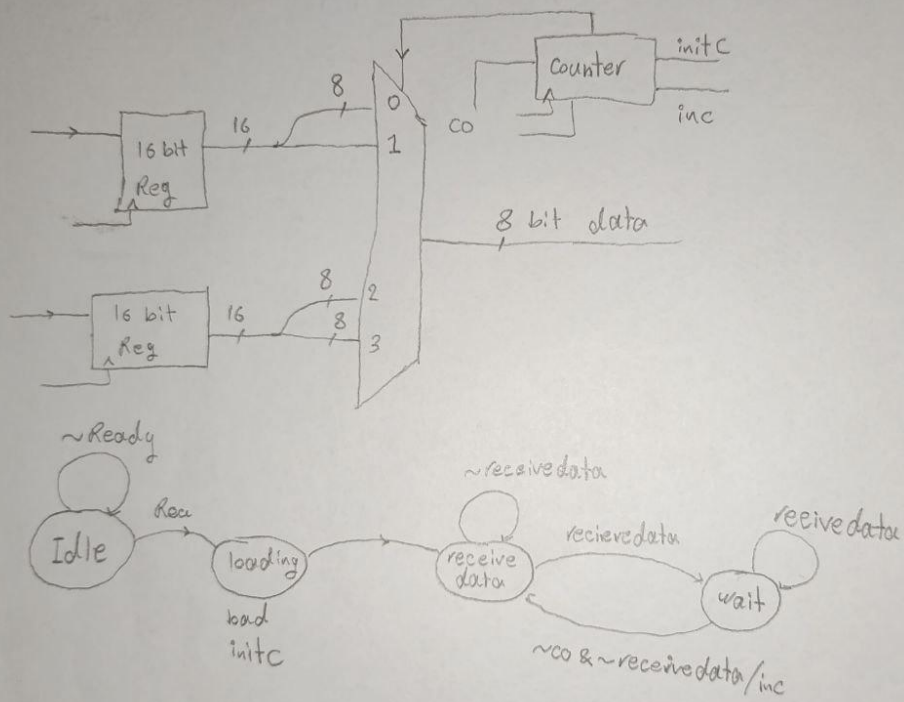 initC
Counter
inc
CO
8
0
16
1
16 bit
Reg
8 bit data
8
2
16 bit
Reg
16
8
3
~Ready
~receivedata
Idle
Rea
loading
load
initC
receive
data
recievedata
reeivedata
wait
~co & ~receivedata/inc